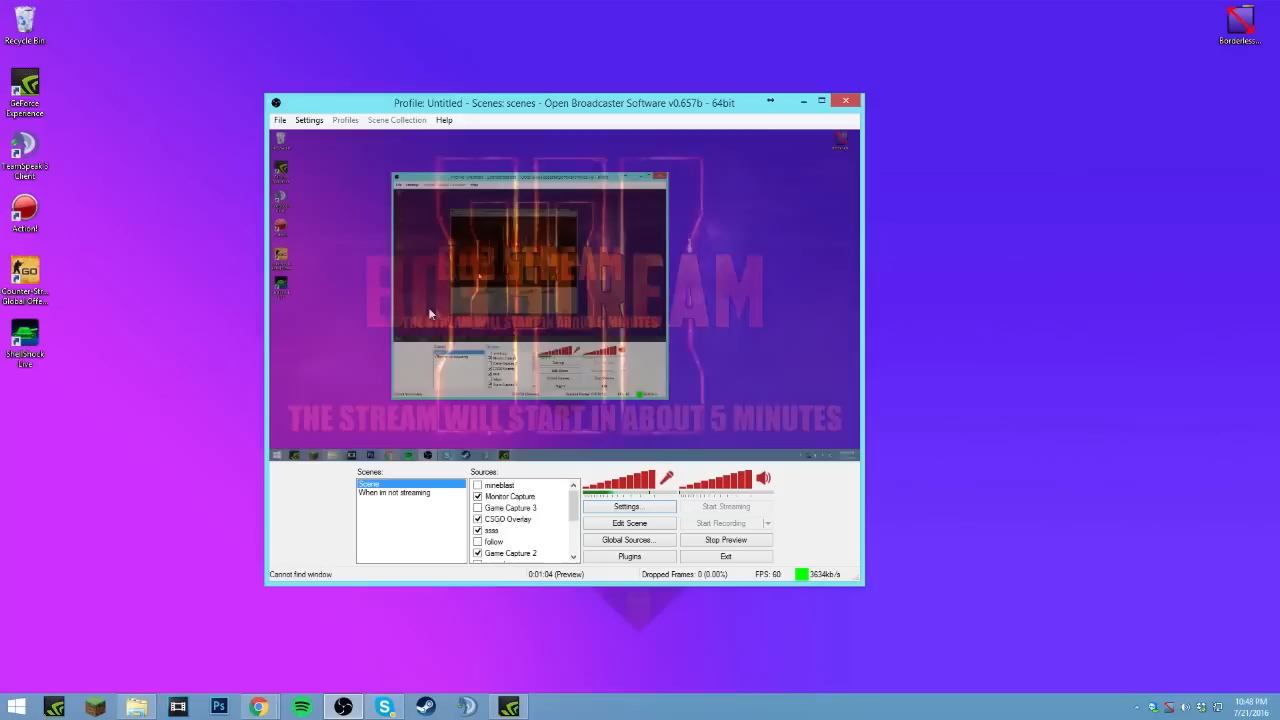 Recycle Bin
Borderless...
GeForce
Experience
TeamSpeak 3
Client
Action!
Counter-Str...
Global Offe...
ShellShock
Live
Profile: Untitled - Scenes: scenes - Open Broadcaster Software v0.657b - 64bit
File Settings Profiles Scene Collection Help
STREAM
THE STREAM WILL START IN ABOUT 5 MINUTES
Scenes:
Scene
When im not streaming
Sources:
mineblast
Monitor Capture
Game Capture 3
CSGO Overlay
ssss
follow
Game Capture 2
Settings... Start Streaming
Edit Scene Start Recording
Global Sources... Stop Preview
Plugins Exit
Cannot find window 0:01:04 (Preview) Dropped Frames: 0 (0.00%) FPS: 60 3634kb/s
10:48 PM
7/21/2016